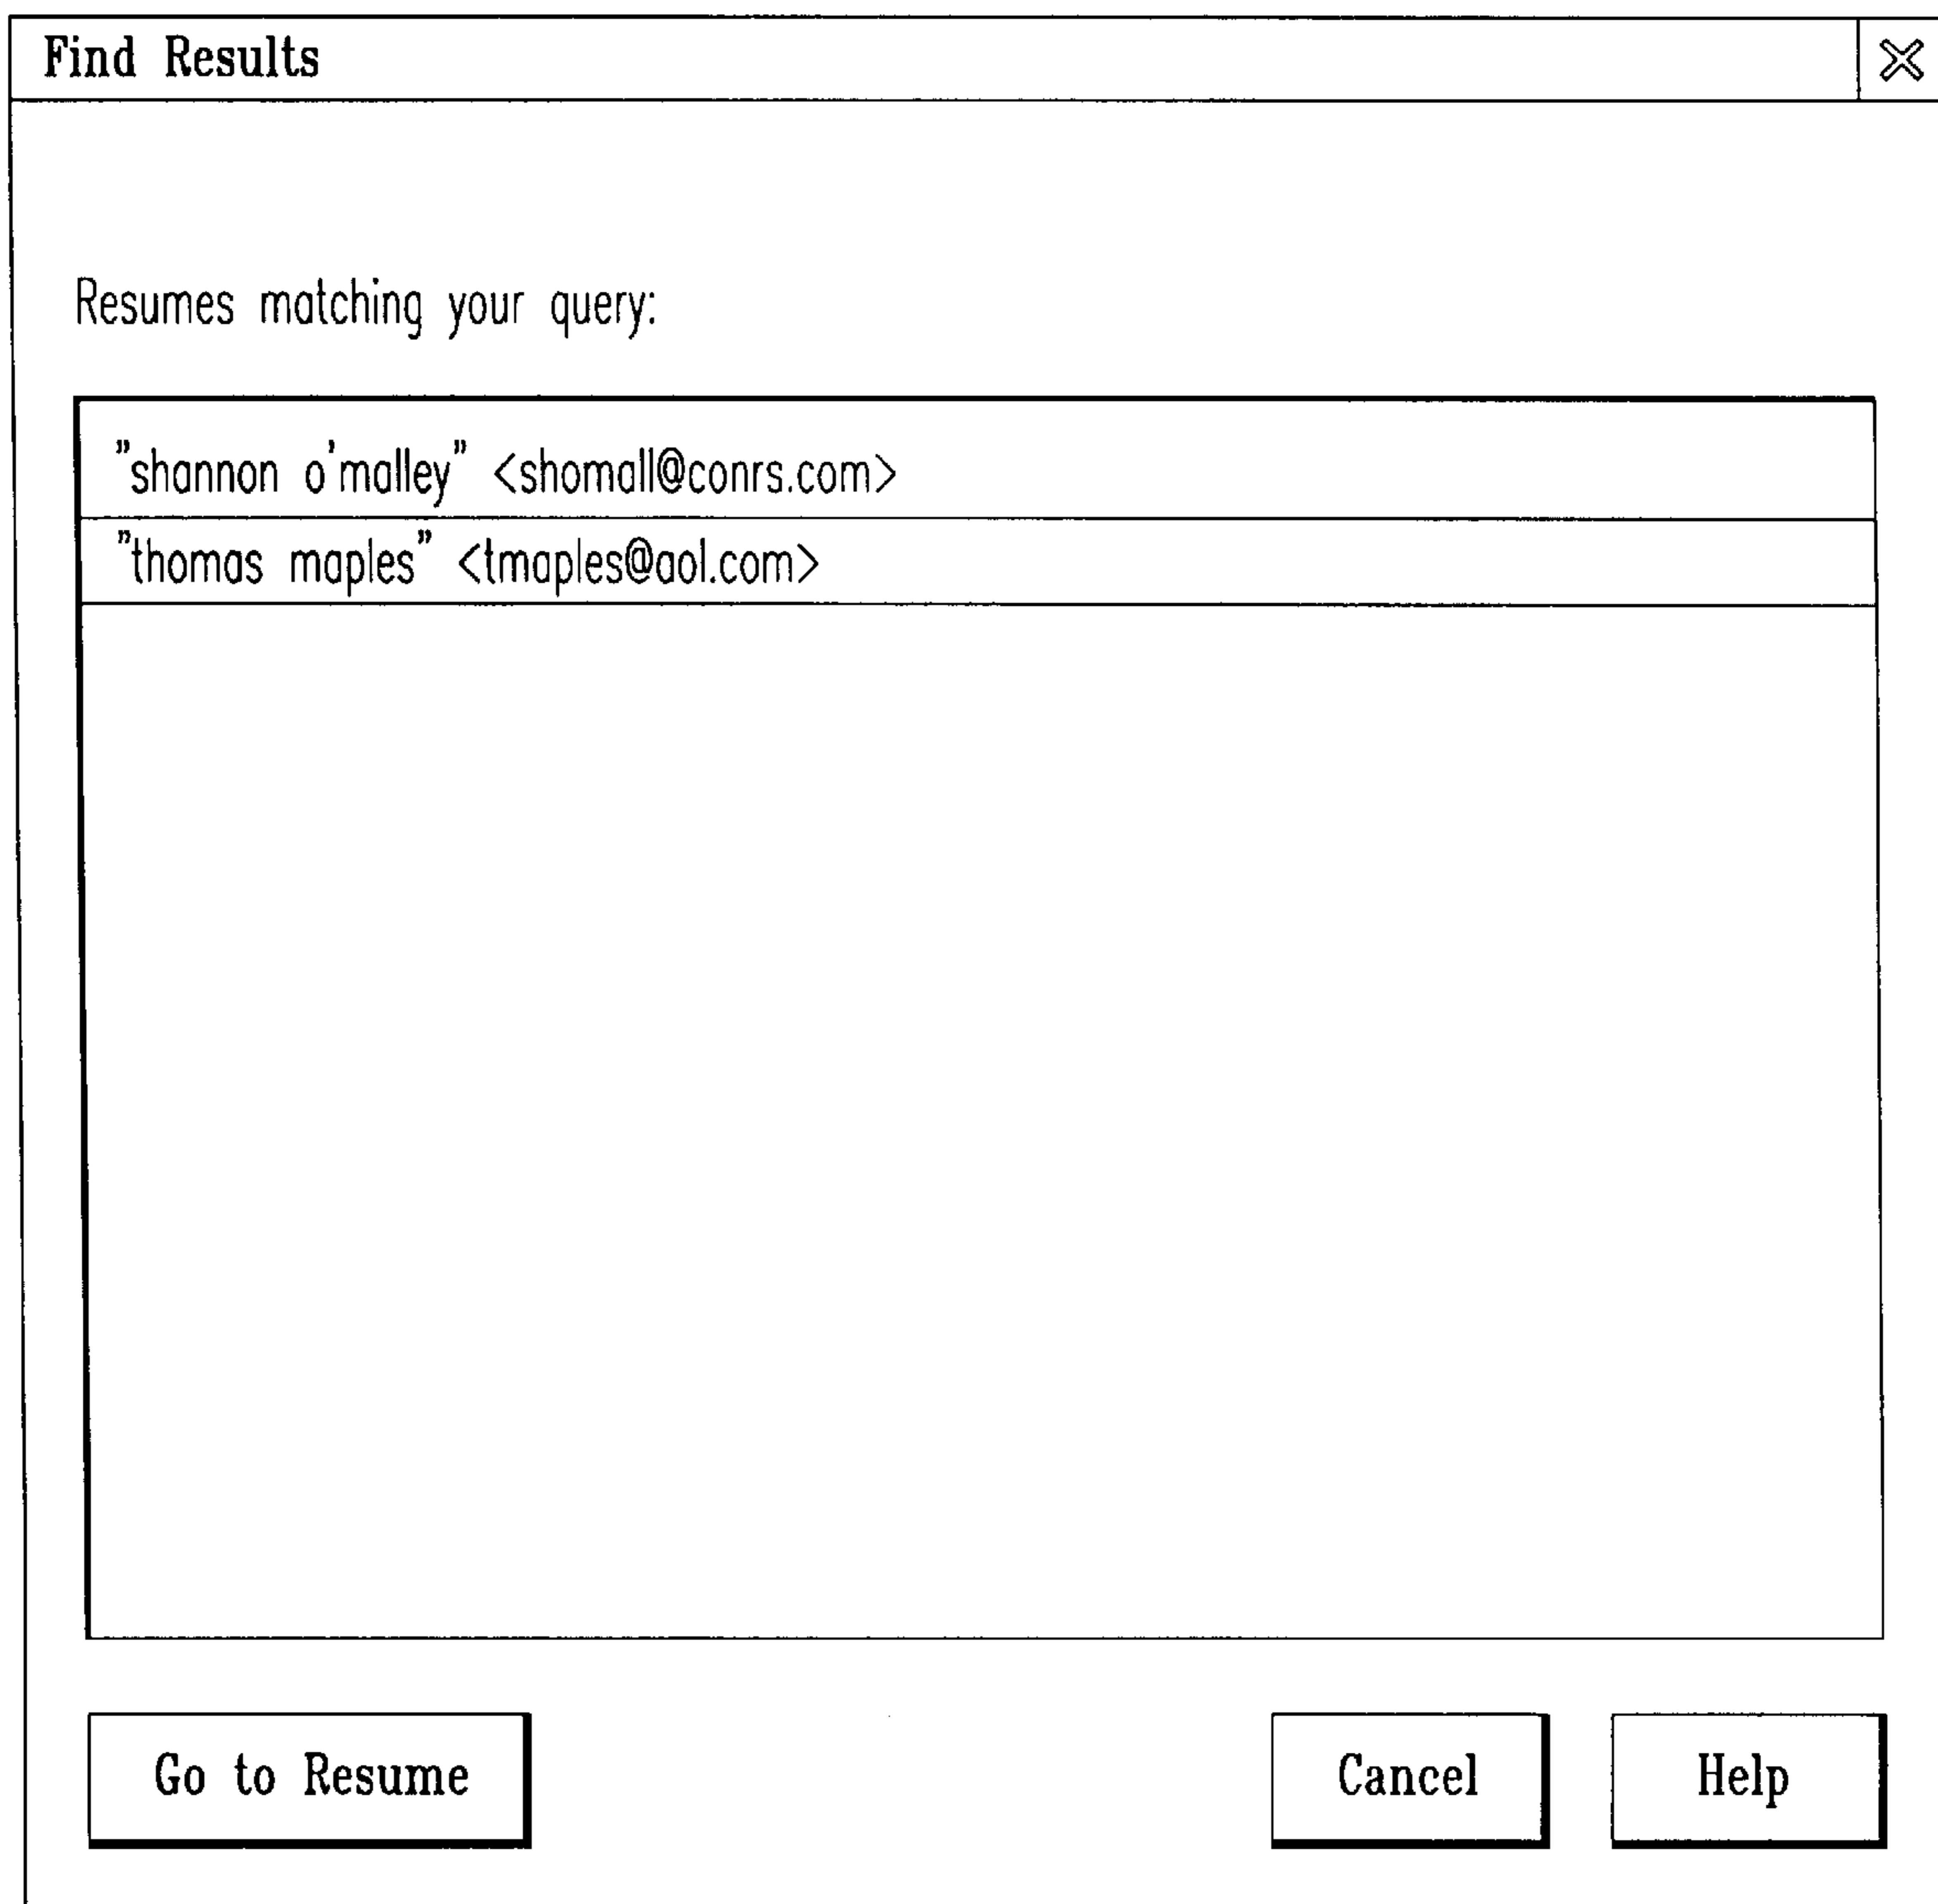 Find Results
Resumes matching your query:
"shannon o'malley" <shomall@conrs.com>
"thomas maples" <tmaples@aol.com>
Go to Resume Cancel Help